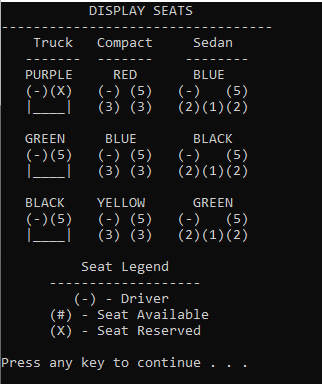 DISPLAY SEATS
----------------------------------
Truck Compact Sedan
------- ------- --------
PURPLE RED BLUE
(-)(X) (-) (5) (-) (5)
|____| (3) (3) (2)(1)(2)
GREEN BLUE BLACK
(-)(5) (-) (5) (-) (5)
|____| (3) (3) (2)(1)(2)
BLACK YELLOW GREEN
(-)(5) (-) (5) (-) (5)
|____| (3) (3) (2)(1)(2)
Seat Legend
-------------------
(-) - Driver
(#) - Seat Available
(X) - Seat Reserved
Press any key to continue . . .